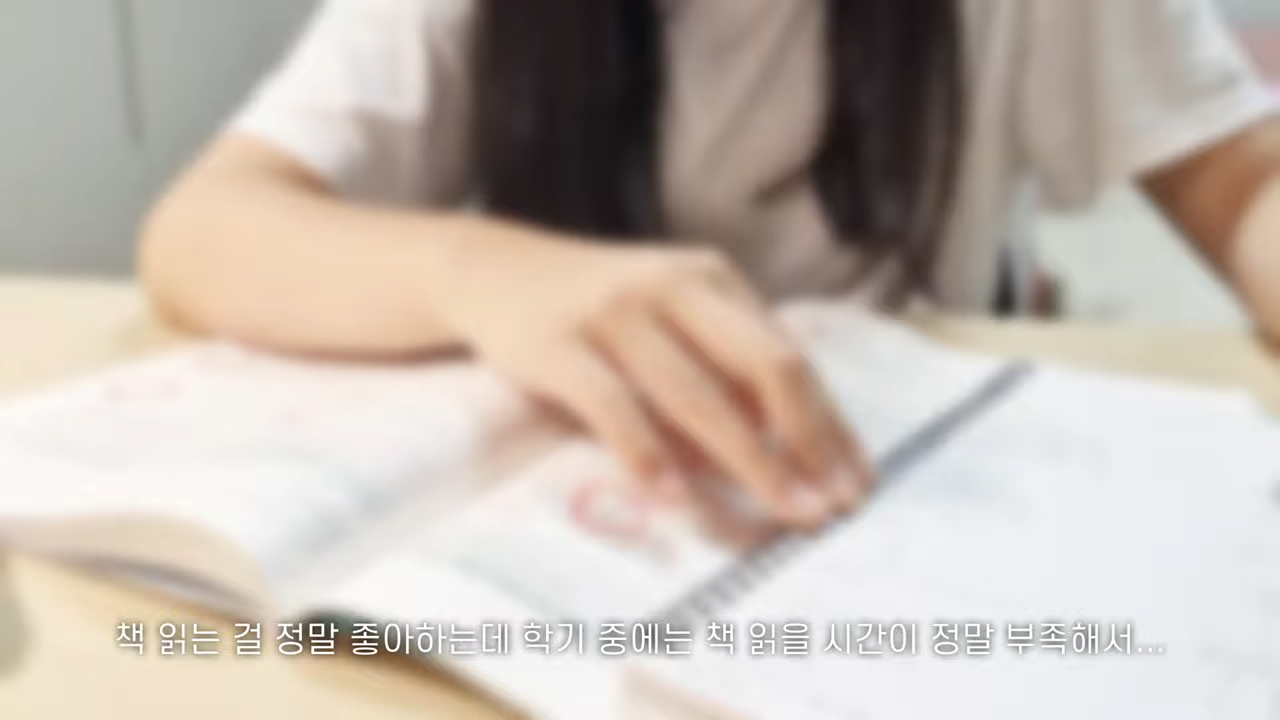 책 읽는 걸 정말 좋아하는데 학기 중에는 책 읽을 시간이 정말 부족해서...